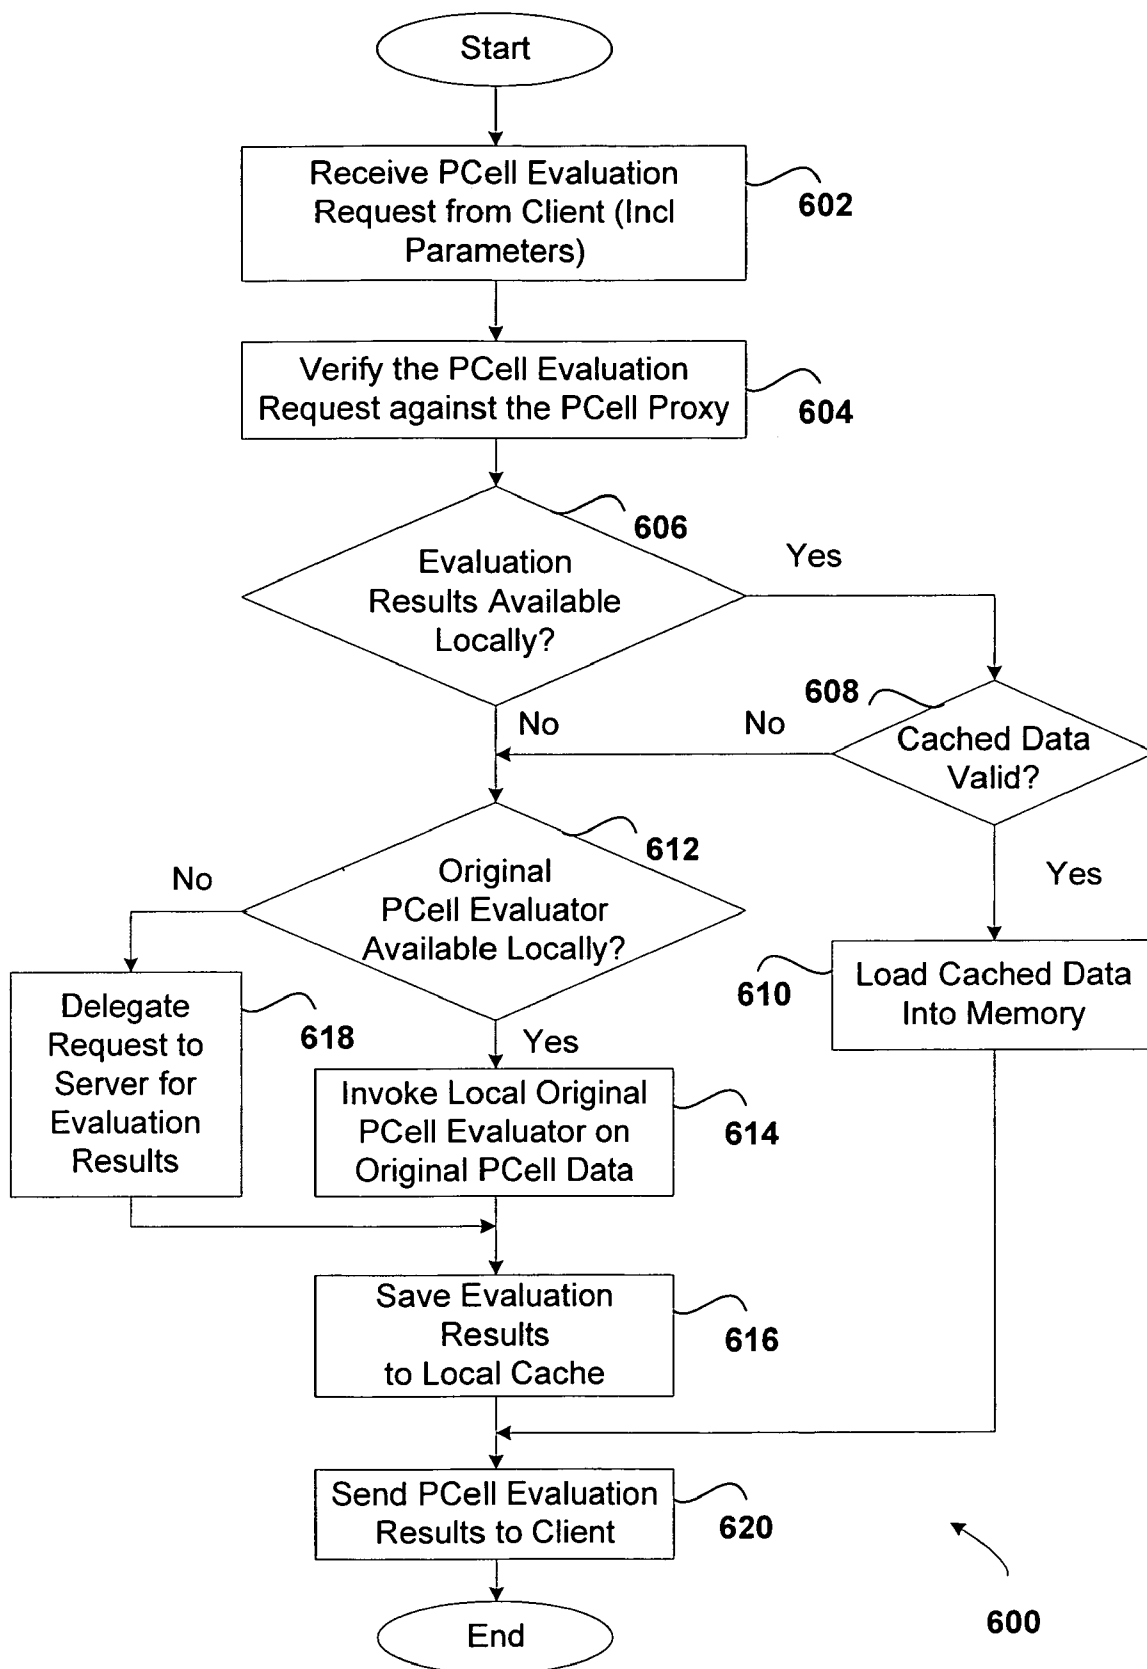 Start
Receive PCell Evaluation
Request from Client (Incl
Parameters)
602
Verify the PCell Evaluation
Request against the PCell Proxy
604
606
Evaluation
Results Available
Locally?
Yes
608
No
No
Cached Data
Valid?
612
No
Original
PCell Evaluator
Available Locally?
Yes
610
Load Cached Data
Into Memory
Delegate
Request to
Server for
Evaluation
Results
618
Yes
Invoke Local Original
PCell Evaluator on
Original PCell Data
614
Save Evaluation
Results
to Local Cache
616
Send PCell Evaluation
Results to Client
620
End
600